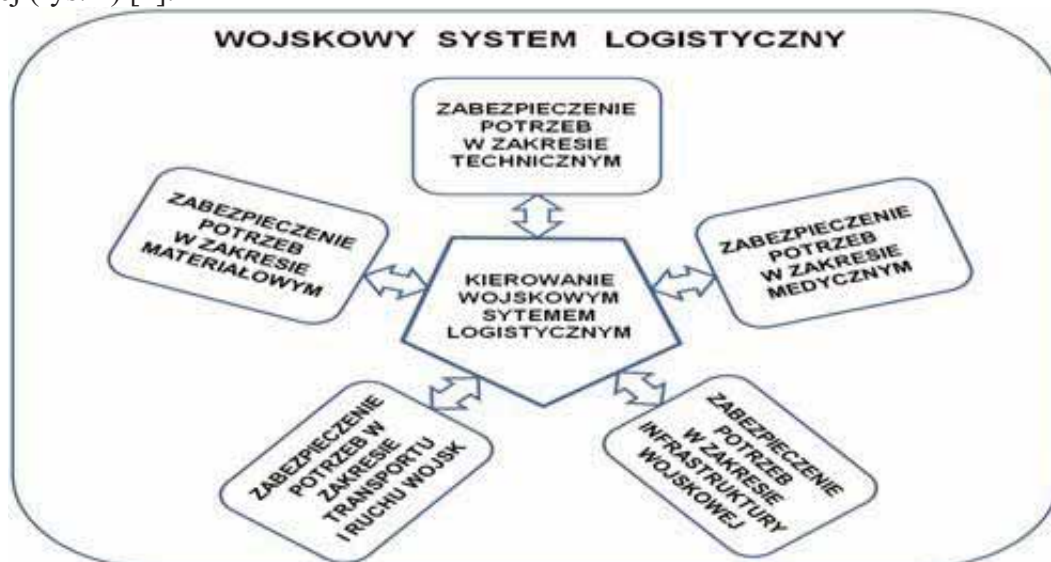 WOJSKOWY SYSTEM LOGISTYCZNY
ZABEZPIECZENIE
POTRZEB
W ZAKRESIE
TECHNICZNYM
ZABEZPIECZENIE
POTRZEB
W ZAKRESIE
MATERIAŁOWYM
ZABEZPIECZENIE
POTRZEB
W ZAKRESIE
MEDYCZNYM
KIEROWANIE
WOJSKOWYM
SYTEMEM
LOGISTYCZNYM
ZABEZPIECZENIE
POTRZEB W
ZAKRESIE
TRANSPORTU
I RUCHU WOJSK
ZABEZPIECZENIE
POTRZEB
W ZAKRESIE
INFRASTRUKTURY
WOJSKOWEJ